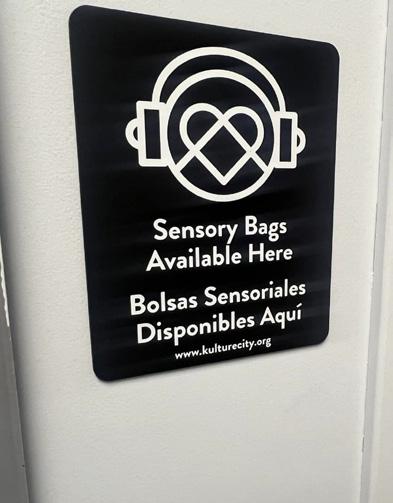 Sensory Bags
Available Here
Bolsas Sensoriales
Disponibles Aquí
www.kulturecity.org